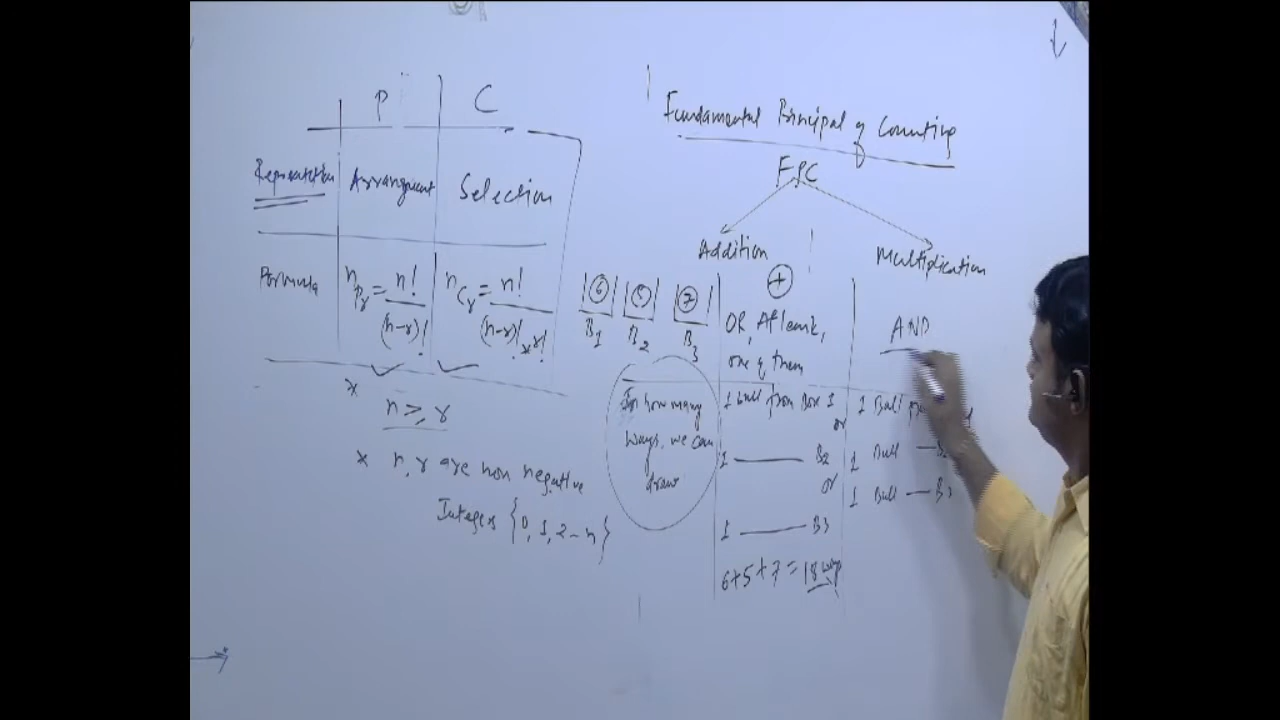 P C
Representation Arrangment Selection
Formula nPr = n!/(n-r)! nCr = n!/(n-r)! × r!
* n ≥ r
* n, r are non negative
Integers {0, 1, 2 - n}
Fundamental Principal of Counting
FPC
Addition Multiplication
+
6 5 7
B1 B2 B3
OR, Atleast,
one of them
AND
In how many
ways, we can
draw
1 ball from Box 1
or
1 —— B2
or
1 —— B3
6+5+7 = 18 ways
1 Ball
1 Ball — B2
1 Ball — B3